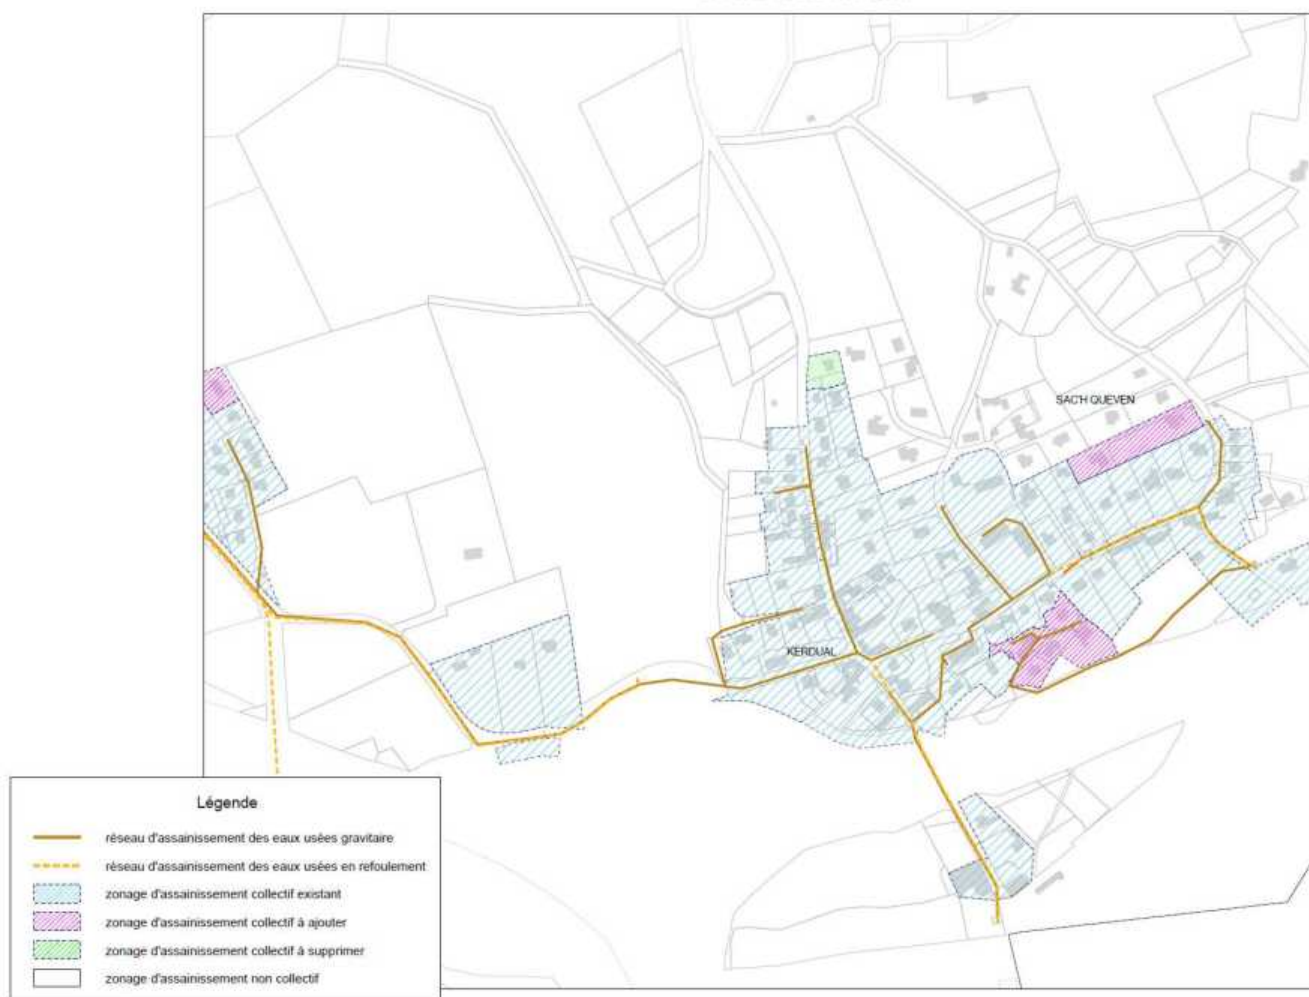 SAC'H QUEVEN
KERDUAL
Légende
réseau d'assainissement des eaux usées gravitaire
réseau d'assainissement des eaux usées en refoulement
zonage d'assainissement collectif existant
zonage d'assainissement collectif à ajouter
zonage d'assainissement collectif à supprimer
zonage d'assainissement non collectif